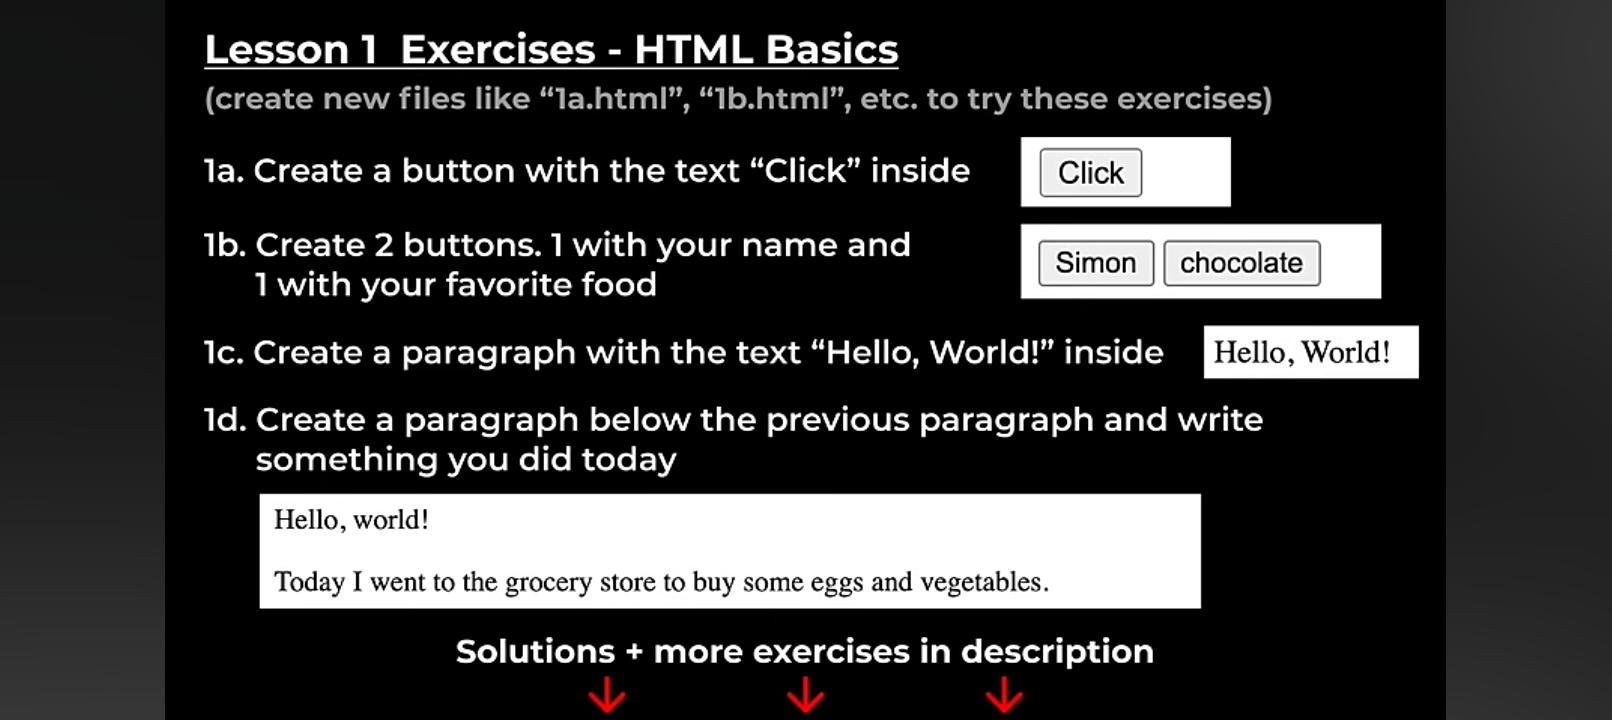 Lesson 1 Exercises - HTML Basics
(create new files like “1a.html”, “1b.html”, etc. to try these exercises)
1a. Create a button with the text “Click” inside
Click
1b. Create 2 buttons. 1 with your name and
1 with your favorite food
Simon chocolate
1c. Create a paragraph with the text “Hello, World!” inside
Hello, World!
1d. Create a paragraph below the previous paragraph and write
something you did today
Hello, world!
Today I went to the grocery store to buy some eggs and vegetables.
Solutions + more exercises in description